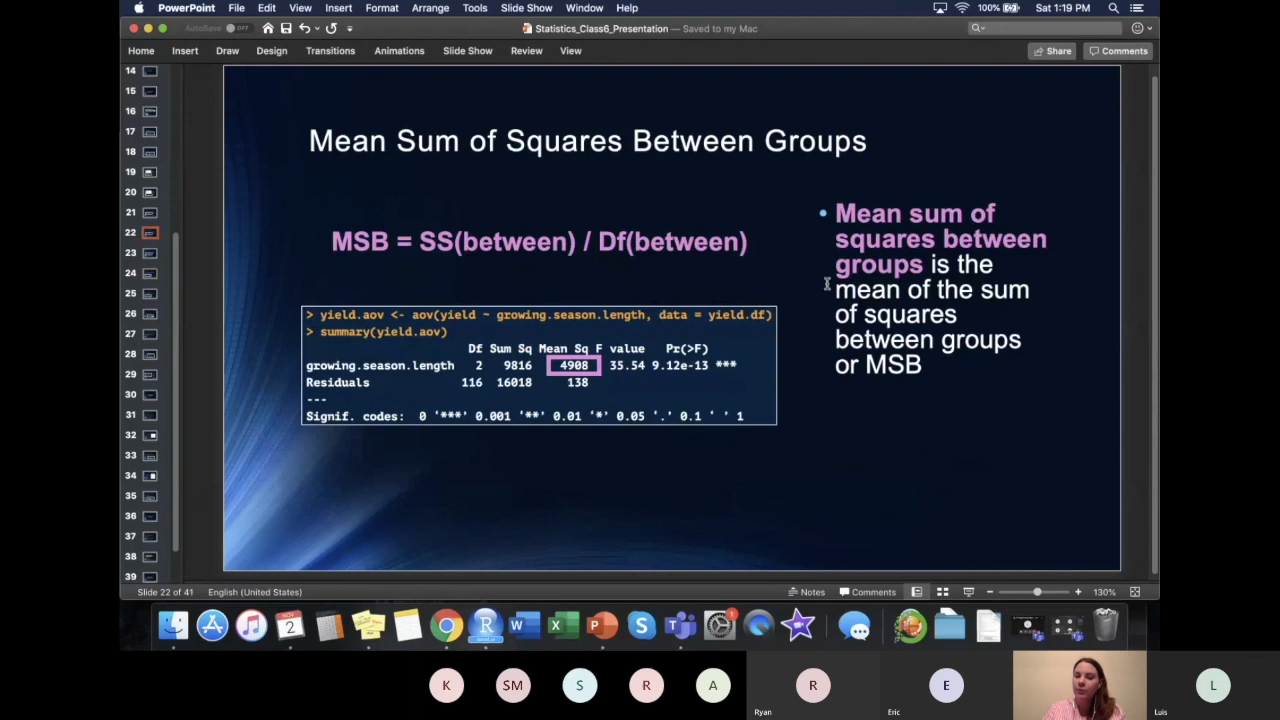 PowerPoint File Edit View Insert Format Arrange Tools Slide Show Window Help 100% Sat 1:19 PM
AutoSave OFF Statistics_Class6_Presentation — Saved to my Mac
Home Insert Draw Design Transitions Animations Slide Show Review View Share Comments
14
15
16
17
18
19
20
21
22
23
24
25
26
27
28
29
30
31
32
33
34
35
36
37
38
39
Mean Sum of Squares Between Groups
MSB = SS(between) / Df(between)
> yield.aov <- aov(yield ~ growing.season.length, data = yield.df)
> summary(yield.aov)
Df Sum Sq Mean Sq F value Pr(>F)
growing.season.length 2 9816 4908 35.54 9.12e-13 ***
Residuals 116 16018 138
---
Signif. codes: 0 ‘***’ 0.001 ‘**’ 0.01 ‘*’ 0.05 ‘.’ 0.1 ‘ ’ 1
• Mean sum of
squares between
groups is the
mean of the sum
of squares
between groups
or MSB
Slide 22 of 41 English (United States) Notes Comments 130%
NOV
2
R
W
X
P
S
T
1
K
SM
S
R
A
R
E
L
Ryan
Eric
Luis